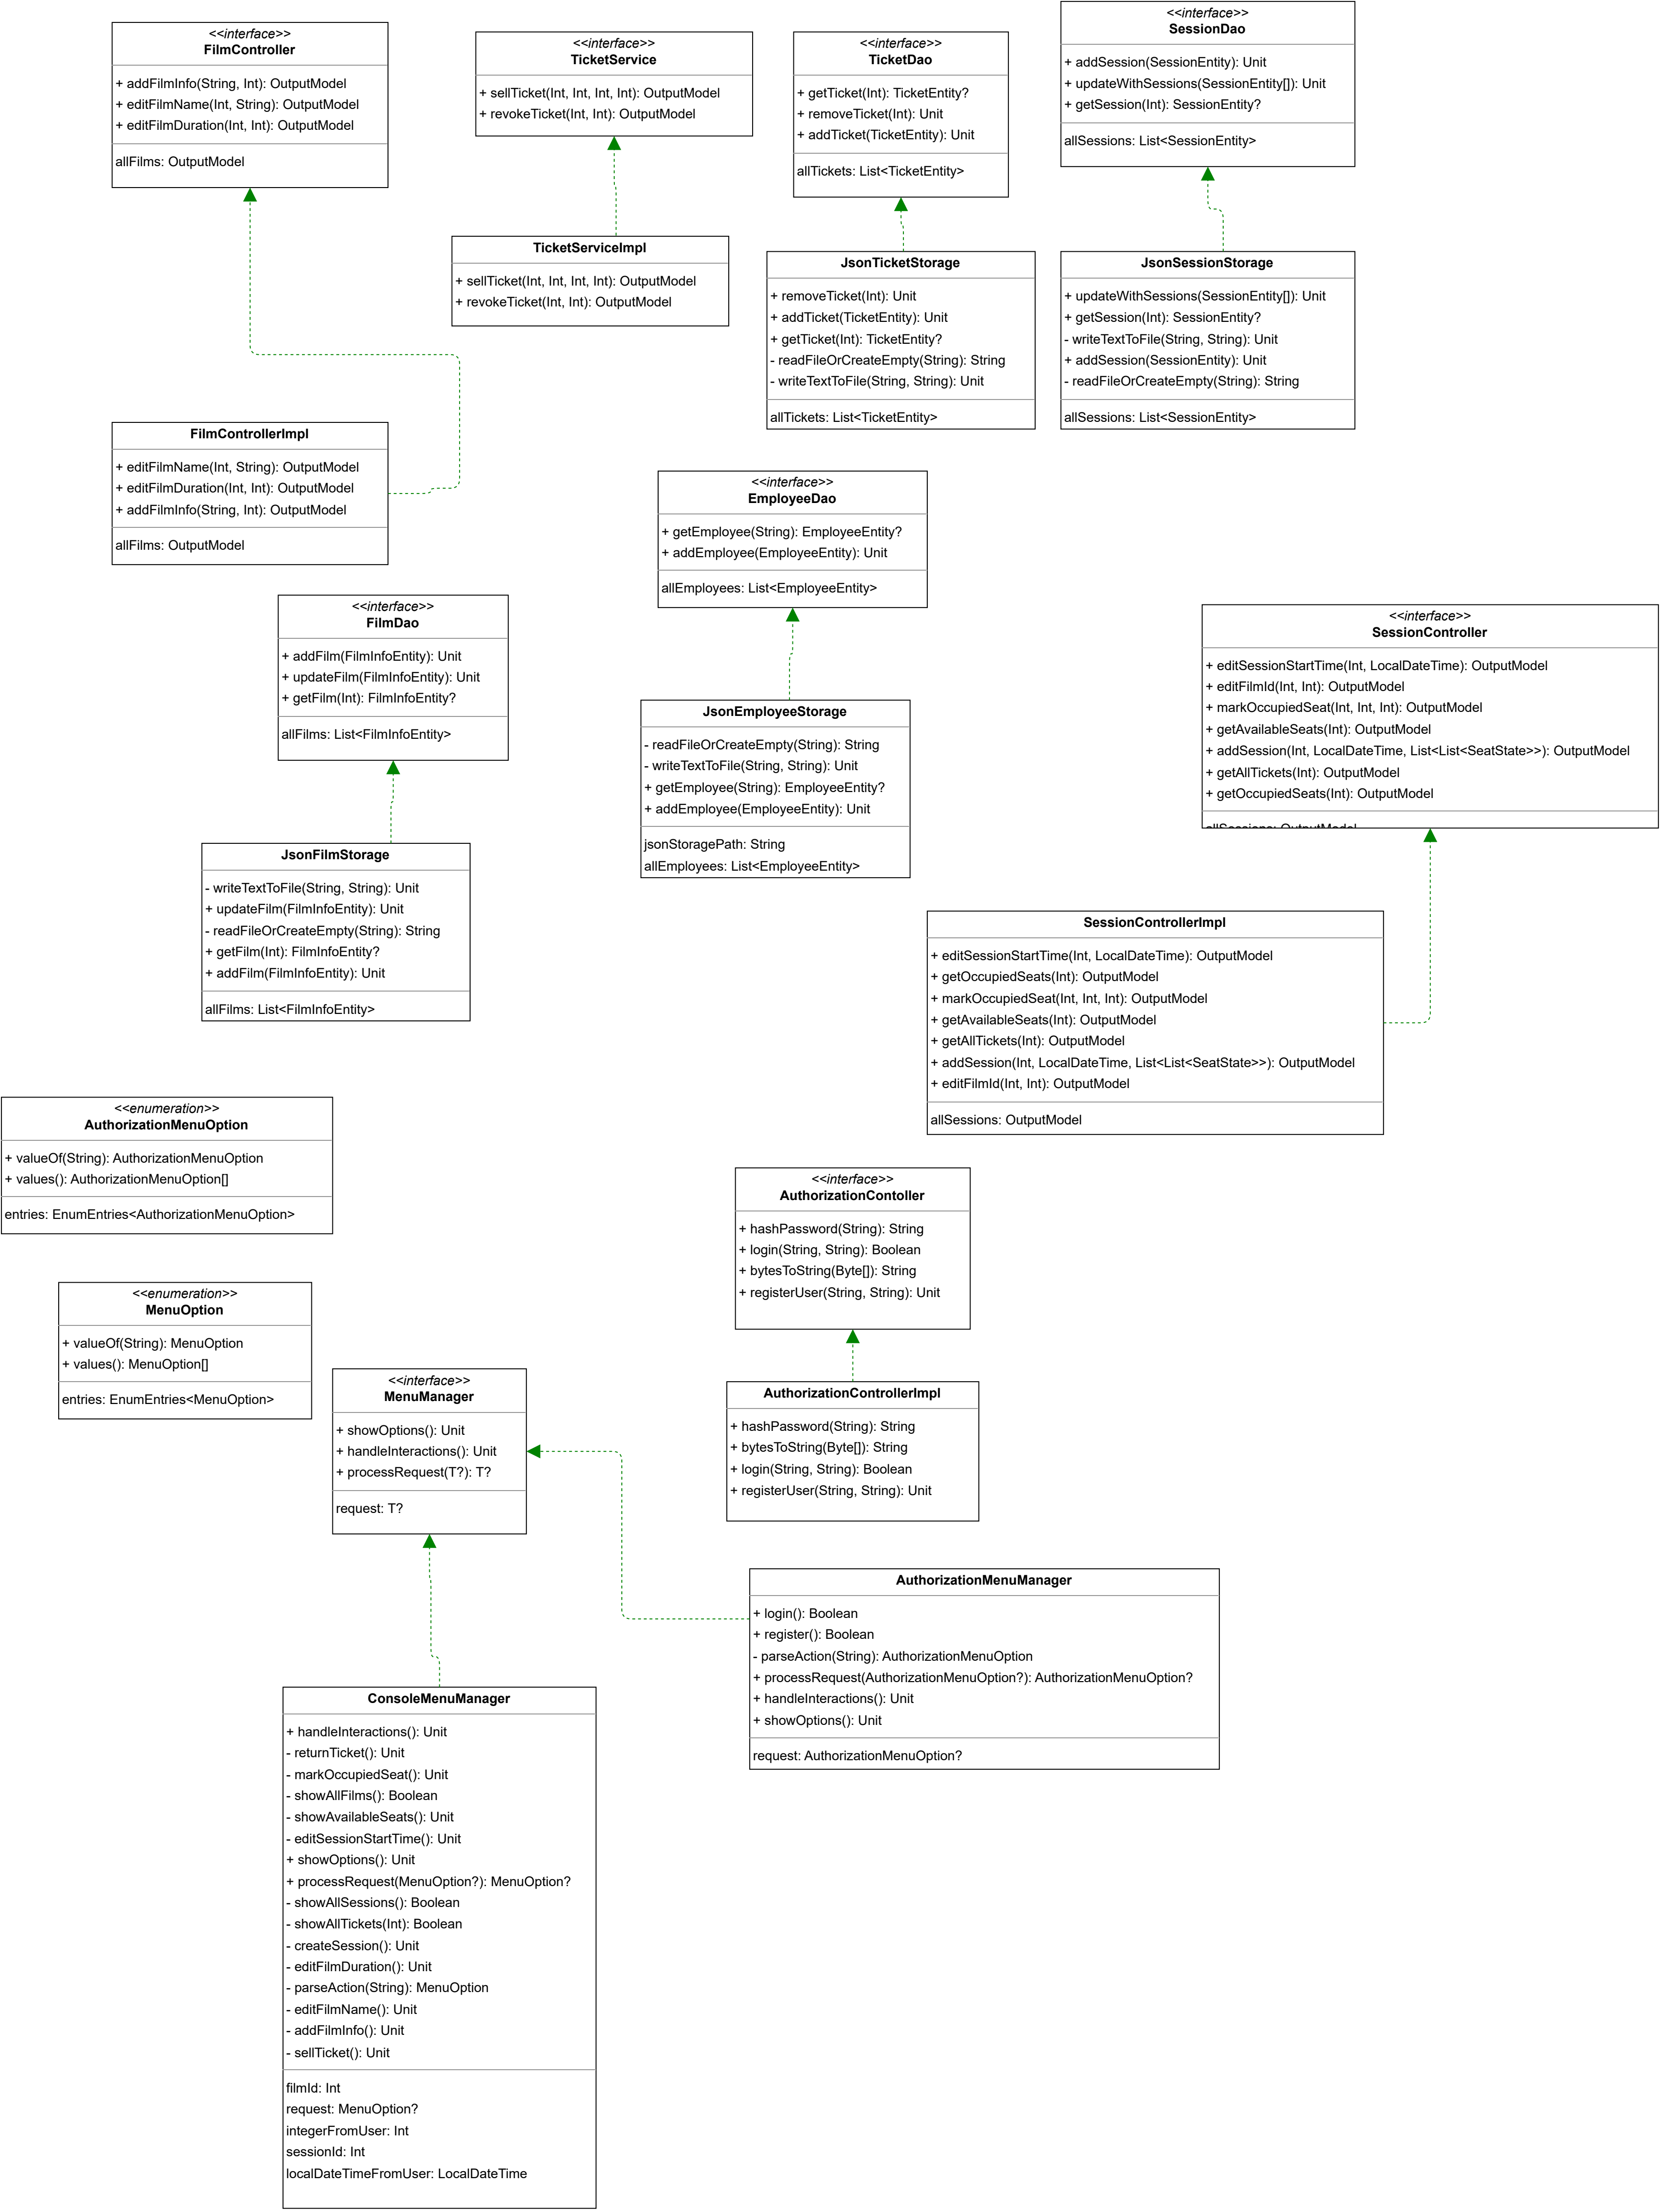 <<interface>>
FilmController
+ addFilmInfo(String, Int): OutputModel
+ editFilmName(Int, String): OutputModel
+ editFilmDuration(Int, Int): OutputModel
allFilms: OutputModel
<<interface>>
TicketService
+ sellTicket(Int, Int, Int, Int): OutputModel
+ revokeTicket(Int, Int): OutputModel
<<interface>>
TicketDao
+ getTicket(Int): TicketEntity?
+ removeTicket(Int): Unit
+ addTicket(TicketEntity): Unit
allTickets: List<TicketEntity>
<<interface>>
SessionDao
+ addSession(SessionEntity): Unit
+ updateWithSessions(SessionEntity[]): Unit
+ getSession(Int): SessionEntity?
allSessions: List<SessionEntity>
TicketServiceImpl
+ sellTicket(Int, Int, Int, Int): OutputModel
+ revokeTicket(Int, Int): OutputModel
JsonTicketStorage
+ removeTicket(Int): Unit
+ addTicket(TicketEntity): Unit
+ getTicket(Int): TicketEntity?
- readFileOrCreateEmpty(String): String
- writeTextToFile(String, String): Unit
allTickets: List<TicketEntity>
JsonSessionStorage
+ updateWithSessions(SessionEntity[]): Unit
+ getSession(Int): SessionEntity?
- writeTextToFile(String, String): Unit
+ addSession(SessionEntity): Unit
- readFileOrCreateEmpty(String): String
allSessions: List<SessionEntity>
FilmControllerImpl
+ editFilmName(Int, String): OutputModel
+ editFilmDuration(Int, Int): OutputModel
+ addFilmInfo(String, Int): OutputModel
allFilms: OutputModel
<<interface>>
EmployeeDao
+ getEmployee(String): EmployeeEntity?
+ addEmployee(EmployeeEntity): Unit
allEmployees: List<EmployeeEntity>
<<interface>>
FilmDao
+ addFilm(FilmInfoEntity): Unit
+ updateFilm(FilmInfoEntity): Unit
+ getFilm(Int): FilmInfoEntity?
allFilms: List<FilmInfoEntity>
<<interface>>
SessionController
+ editSessionStartTime(Int, LocalDateTime): OutputModel
+ editFilmId(Int, Int): OutputModel
+ markOccupiedSeat(Int, Int, Int): OutputModel
+ getAvailableSeats(Int): OutputModel
+ addSession(Int, LocalDateTime, List<List<SeatState>>): OutputModel
+ getAllTickets(Int): OutputModel
+ getOccupiedSeats(Int): OutputModel
allSessions: OutputModel
JsonEmployeeStorage
- readFileOrCreateEmpty(String): String
- writeTextToFile(String, String): Unit
+ getEmployee(String): EmployeeEntity?
+ addEmployee(EmployeeEntity): Unit
jsonStoragePath: String
allEmployees: List<EmployeeEntity>
JsonFilmStorage
- writeTextToFile(String, String): Unit
+ updateFilm(FilmInfoEntity): Unit
- readFileOrCreateEmpty(String): String
+ getFilm(Int): FilmInfoEntity?
+ addFilm(FilmInfoEntity): Unit
allFilms: List<FilmInfoEntity>
SessionControllerImpl
+ editSessionStartTime(Int, LocalDateTime): OutputModel
+ getOccupiedSeats(Int): OutputModel
+ markOccupiedSeat(Int, Int, Int): OutputModel
+ getAvailableSeats(Int): OutputModel
+ getAllTickets(Int): OutputModel
+ addSession(Int, LocalDateTime, List<List<SeatState>>): OutputModel
+ editFilmId(Int, Int): OutputModel
allSessions: OutputModel
<<enumeration>>
AuthorizationMenuOption
+ valueOf(String): AuthorizationMenuOption
+ values(): AuthorizationMenuOption[]
entries: EnumEntries<AuthorizationMenuOption>
<<interface>>
AuthorizationContoller
+ hashPassword(String): String
+ login(String, String): Boolean
+ bytesToString(Byte[]): String
+ registerUser(String, String): Unit
<<enumeration>>
MenuOption
+ valueOf(String): MenuOption
+ values(): MenuOption[]
entries: EnumEntries<MenuOption>
<<interface>>
MenuManager
+ showOptions(): Unit
+ handleInteractions(): Unit
+ processRequest(T?): T?
request: T?
AuthorizationControllerImpl
+ hashPassword(String): String
+ bytesToString(Byte[]): String
+ login(String, String): Boolean
+ registerUser(String, String): Unit
AuthorizationMenuManager
+ login(): Boolean
+ register(): Boolean
- parseAction(String): AuthorizationMenuOption
+ processRequest(AuthorizationMenuOption?): AuthorizationMenuOption?
+ handleInteractions(): Unit
+ showOptions(): Unit
request: AuthorizationMenuOption?
ConsoleMenuManager
+ handleInteractions(): Unit
- returnTicket(): Unit
- markOccupiedSeat(): Unit
- showAllFilms(): Boolean
- showAvailableSeats(): Unit
- editSessionStartTime(): Unit
+ showOptions(): Unit
+ processRequest(MenuOption?): MenuOption?
- showAllSessions(): Boolean
- showAllTickets(Int): Boolean
- createSession(): Unit
- editFilmDuration(): Unit
- parseAction(String): MenuOption
- editFilmName(): Unit
- addFilmInfo(): Unit
- sellTicket(): Unit
filmId: Int
request: MenuOption?
integerFromUser: Int
sessionId: Int
localDateTimeFromUser: LocalDateTime